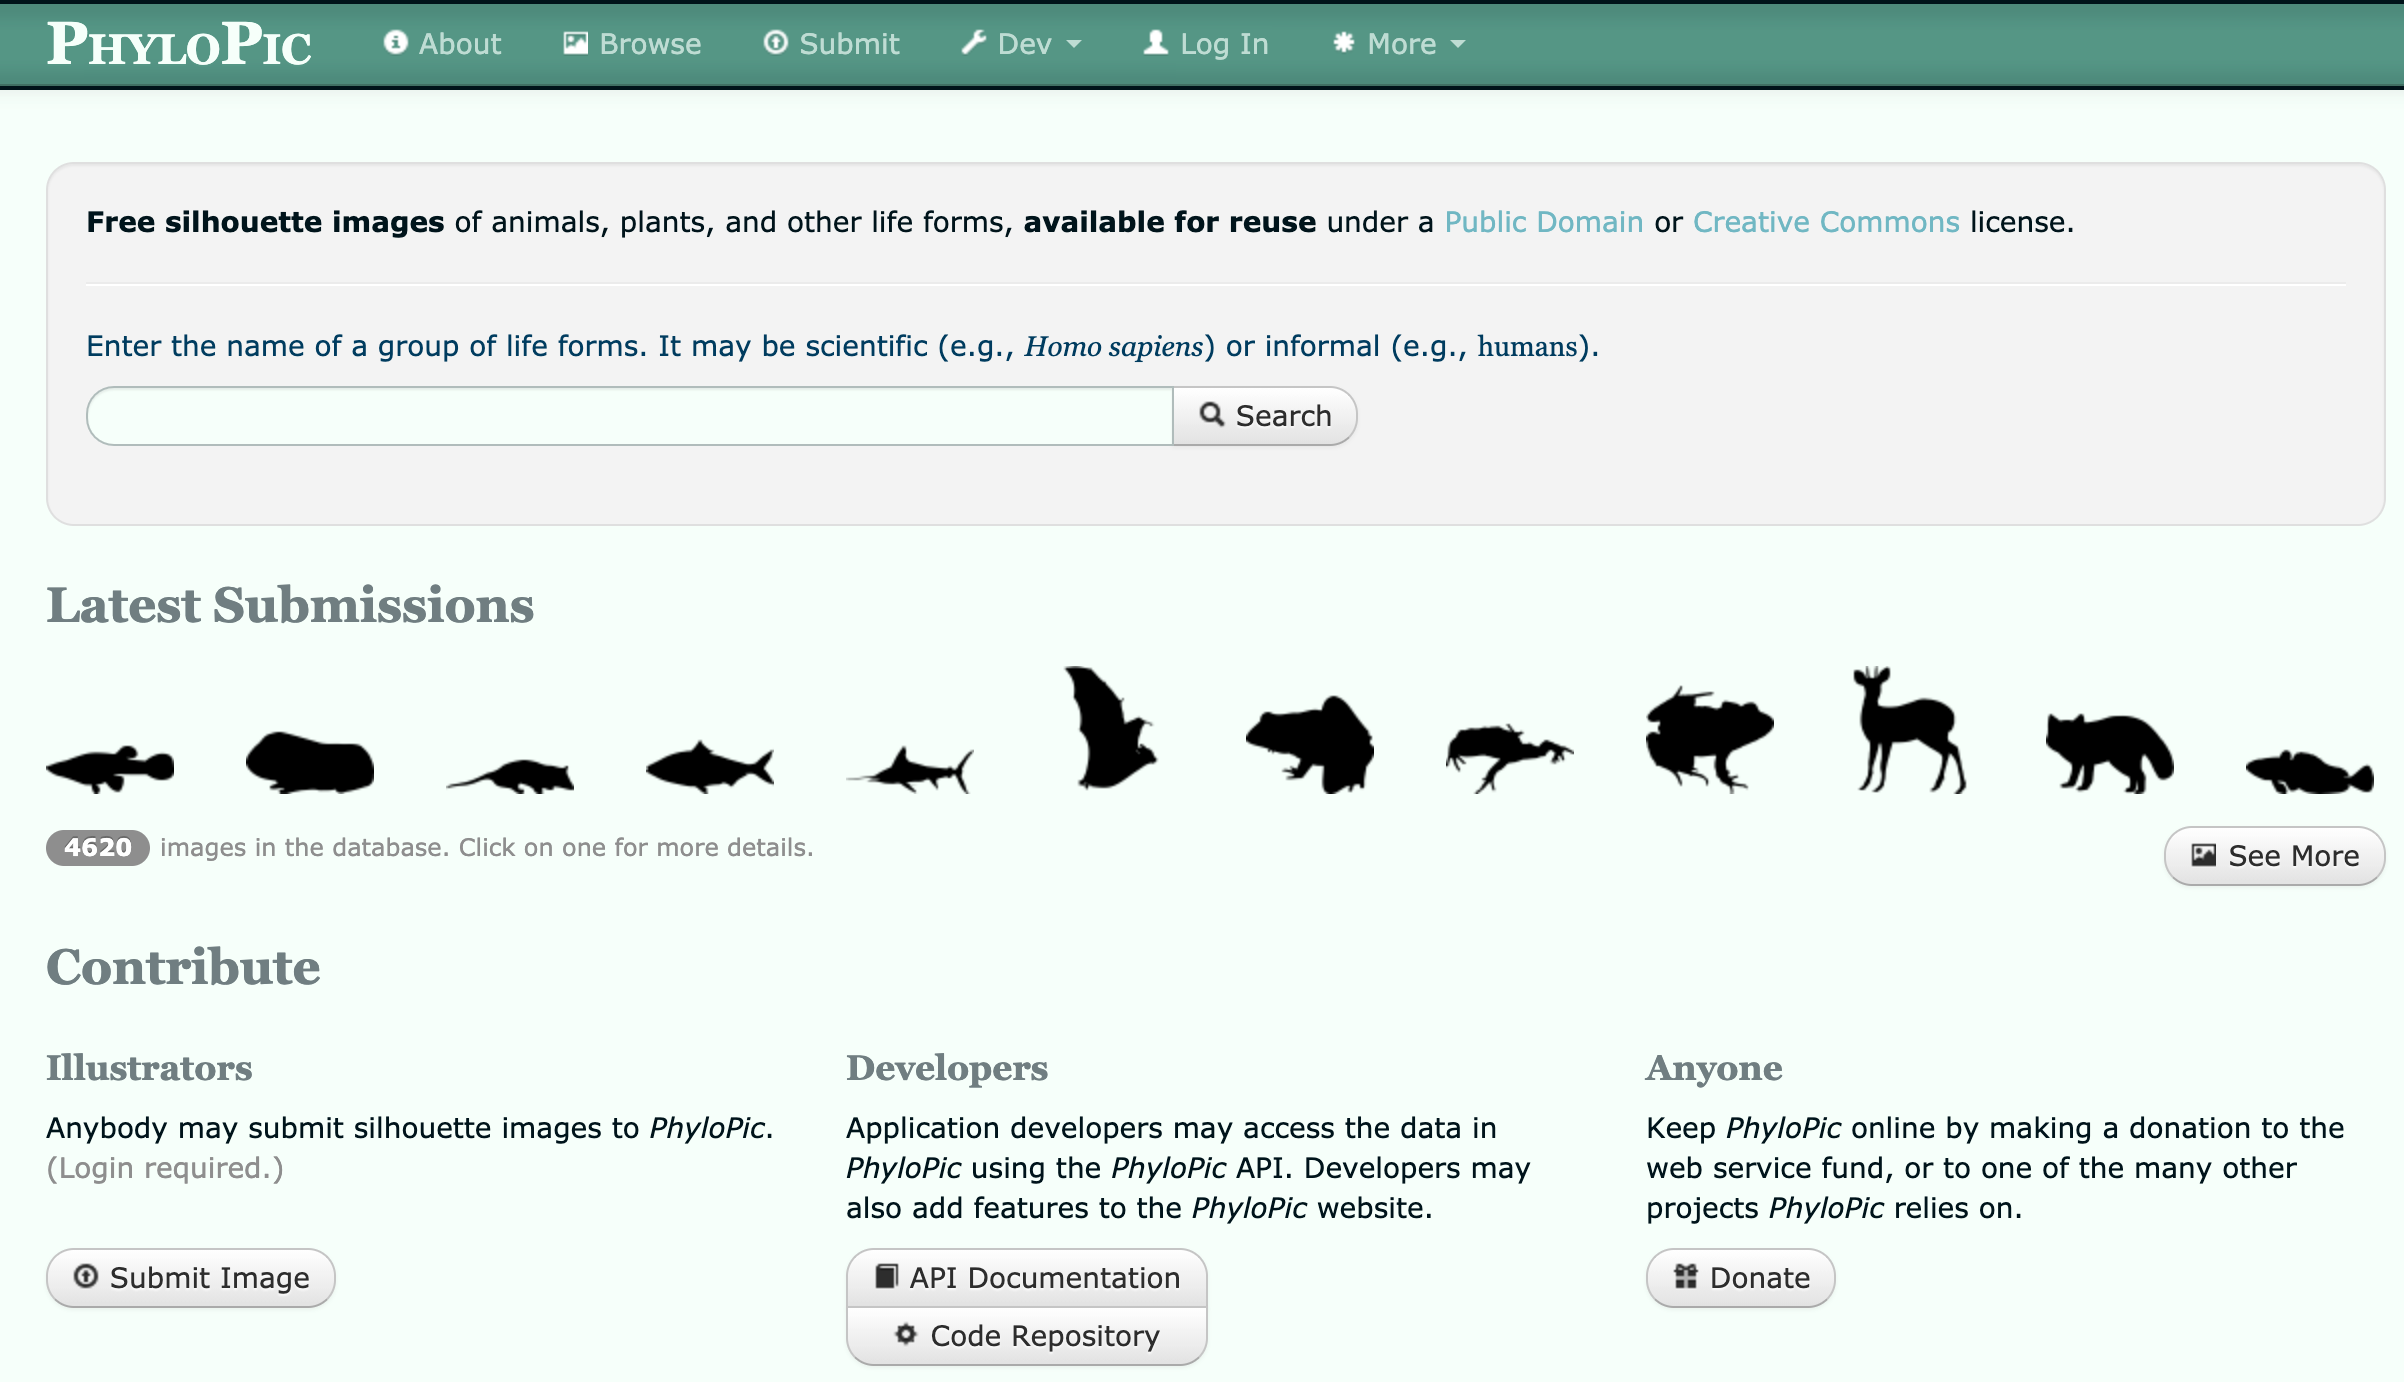 PHYLOPIC
About
Browse
Submit
Dev
Log In
More
Free silhouette images of animals, plants, and other life forms, available for reuse under a Public Domain or Creative Commons license.
Enter the name of a group of life forms. It may be scientific (e.g., Homo sapiens) or informal (e.g., humans).
Search
Latest Submissions
4620 images in the database. Click on one for more details.
See More
Contribute
Illustrators
Anybody may submit silhouette images to PhyloPic.
(Login required.)
Submit Image
Developers
Application developers may access the data in
PhyloPic using the PhyloPic API. Developers may
also add features to the PhyloPic website.
API Documentation
Code Repository
Anyone
Keep PhyloPic online by making a donation to the
web service fund, or to one of the many other
projects PhyloPic relies on.
Donate